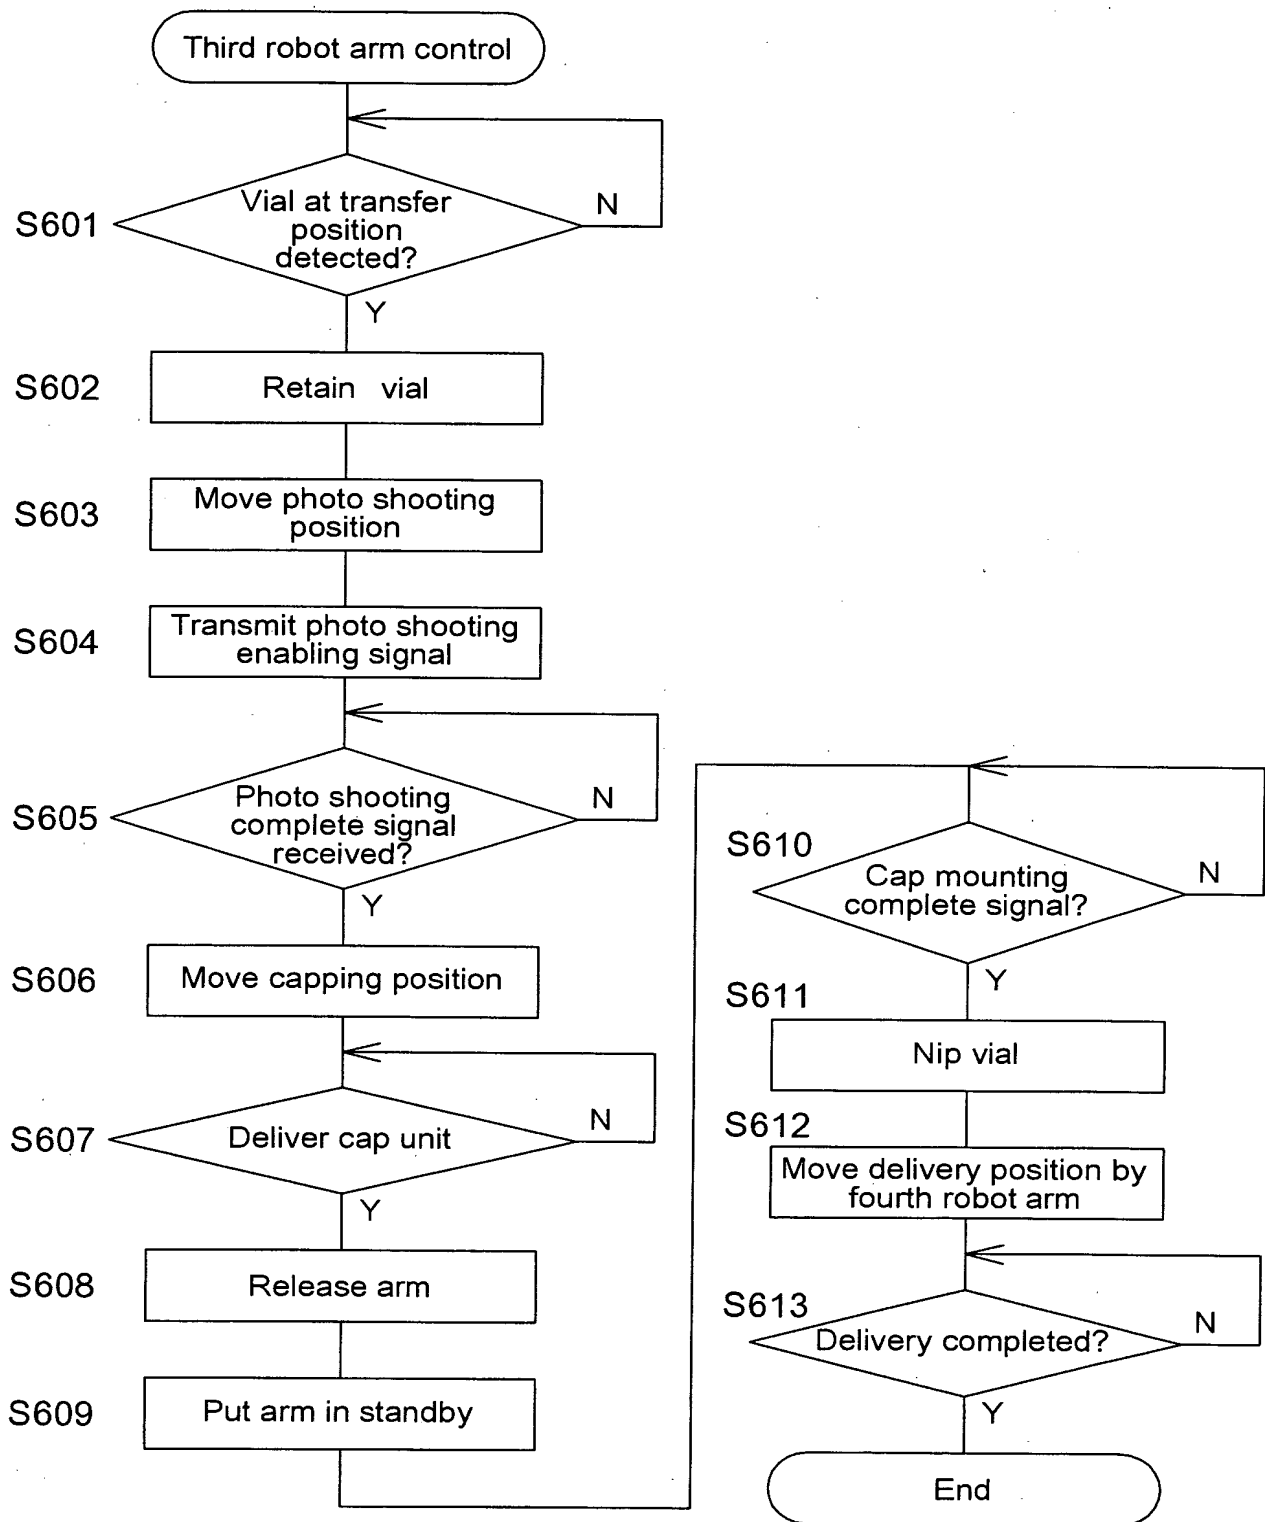 Third robot arm control
S601
Vial at transfer
position
detected?
N
Y
S602
Retain vial
S603
Move photo shooting
position
S604
Transmit photo shooting
enabling signal
S605
Photo shooting
complete signal
received?
N
Y
S606
Move capping position
S607
Deliver cap unit
N
Y
S608
Release arm
S609
Put arm in standby
S610
Cap mounting
complete signal?
N
Y
S611
Nip vial
S612
Move delivery position by
fourth robot arm
S613
Delivery completed?
N
Y
End